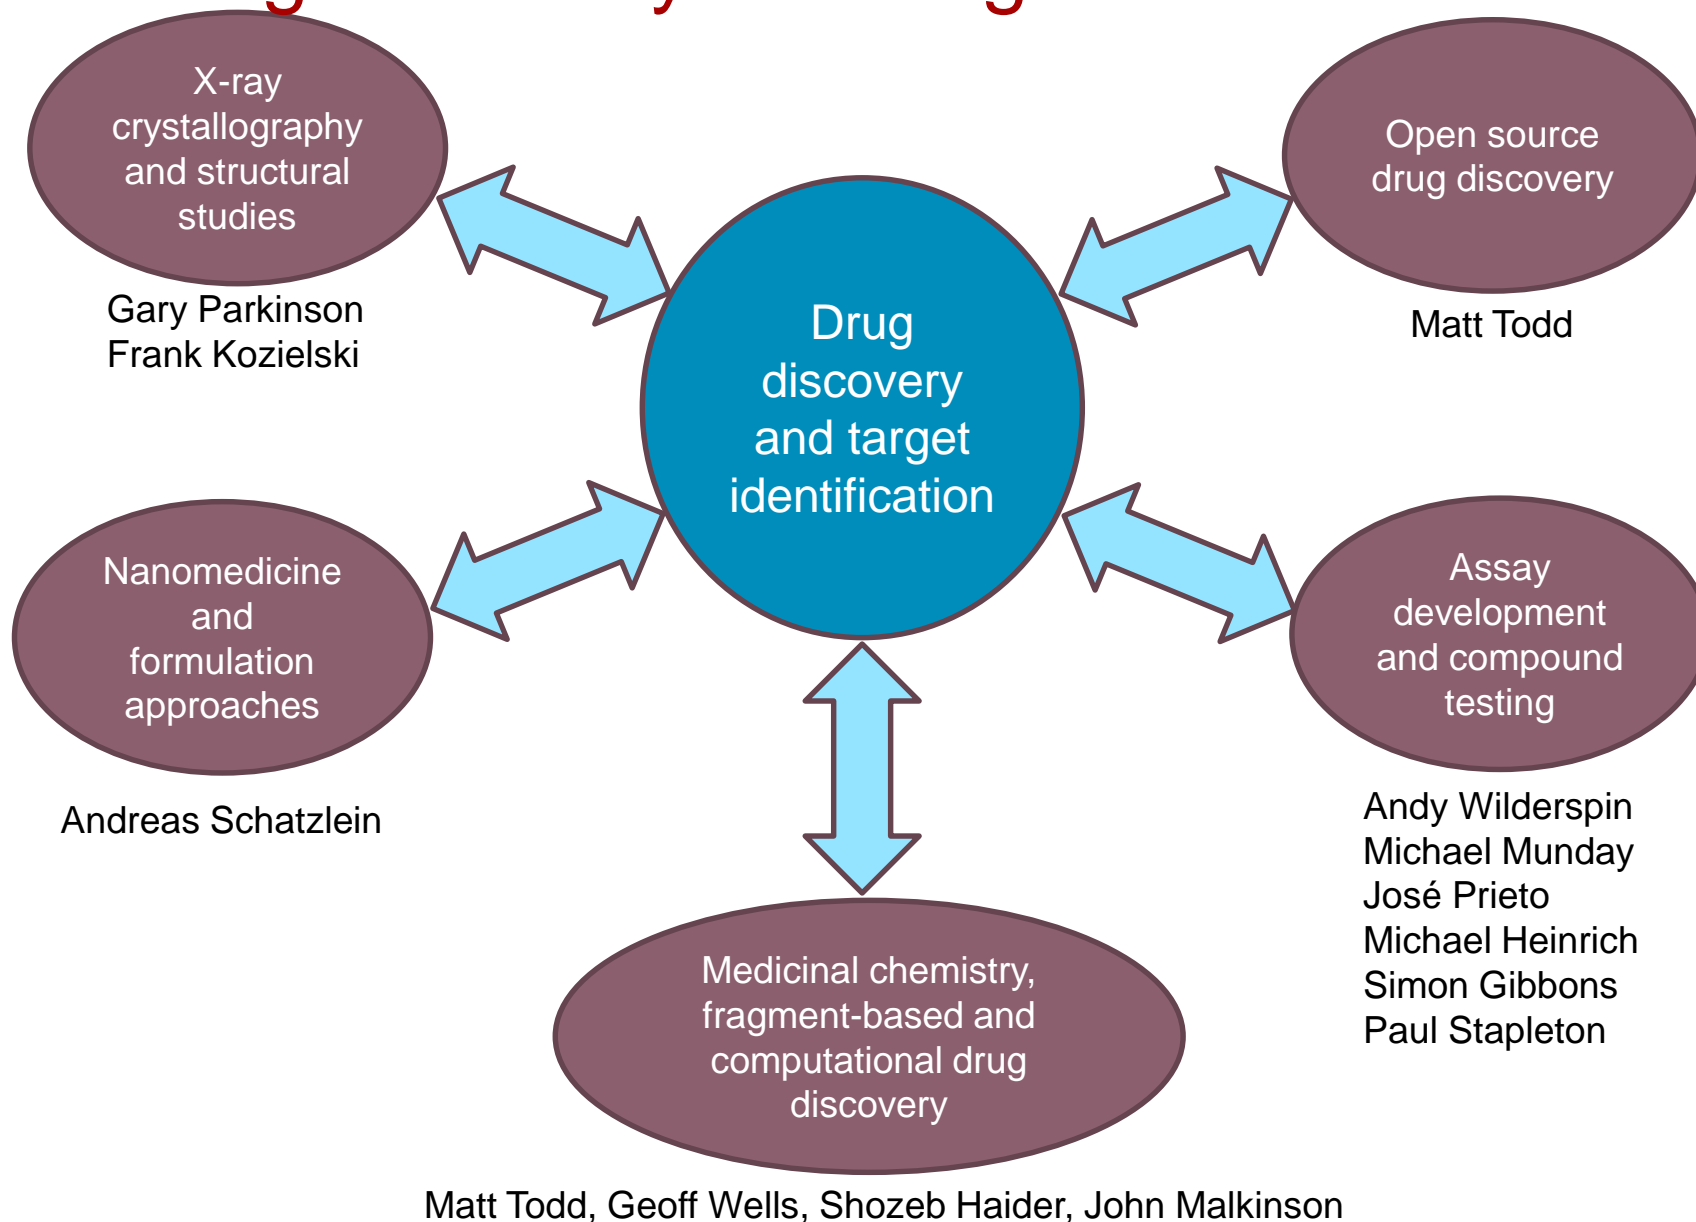 X-ray
crystallography
and structural
studies
Gary Parkinson
Frank Kozielski
Open source
drug discovery
Matt Todd
Drug
discovery
and target
identification
Nanomedicine
and
formulation
approaches
Andreas Schatzlein
Assay
development
and compound
testing
Andy Wilderspin
Michael Munday
José Prieto
Michael Heinrich
Simon Gibbons
Paul Stapleton
Medicinal chemistry,
fragment-based and
computational drug
discovery
Matt Todd, Geoff Wells, Shozeb Haider, John Malkinson